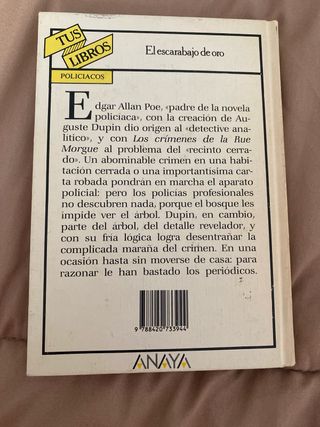 TUS
LIBROS
POLICIACOS
El escarabajo de oro
Edgar Allan Poe, «padre de la novela
policiaca», con la creación de Au-
guste Dupin dio origen al «detective ana-
lítico», y con Los crímenes de la Rue
Morgue al problema del «recinto cerra-
do». Un abominable crimen en una habi-
tación cerrada o una importantísima car-
ta robada pondrán en marcha el aparato
policial: pero los policías profesionales
no descubren nada, porque el bosque les
impide ver el árbol. Dupin, en cambio,
parte del árbol, del detalle revelador, y
con su fría lógica logra desentrañar la
complicada maraña del crimen. En una
ocasión hasta sin moverse de casa: para
razonar le han bastado los periódicos.
9 788420 733944
ANAYA